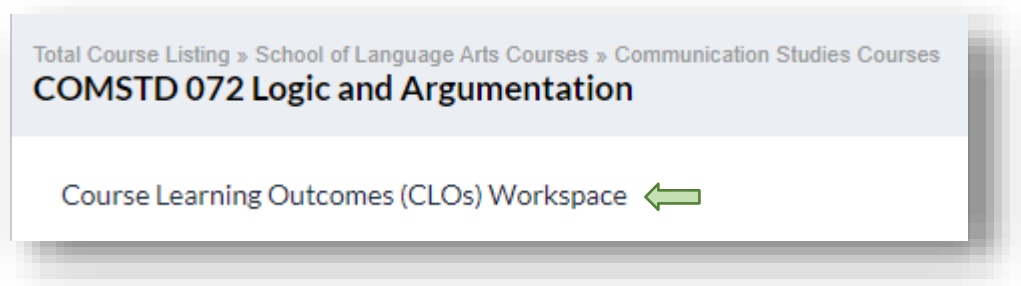 Total Course Listing » School of Language Arts Courses » Communication Studies Courses
COMSTD 072 Logic and Argumentation
Course Learning Outcomes (CLOs) Workspace